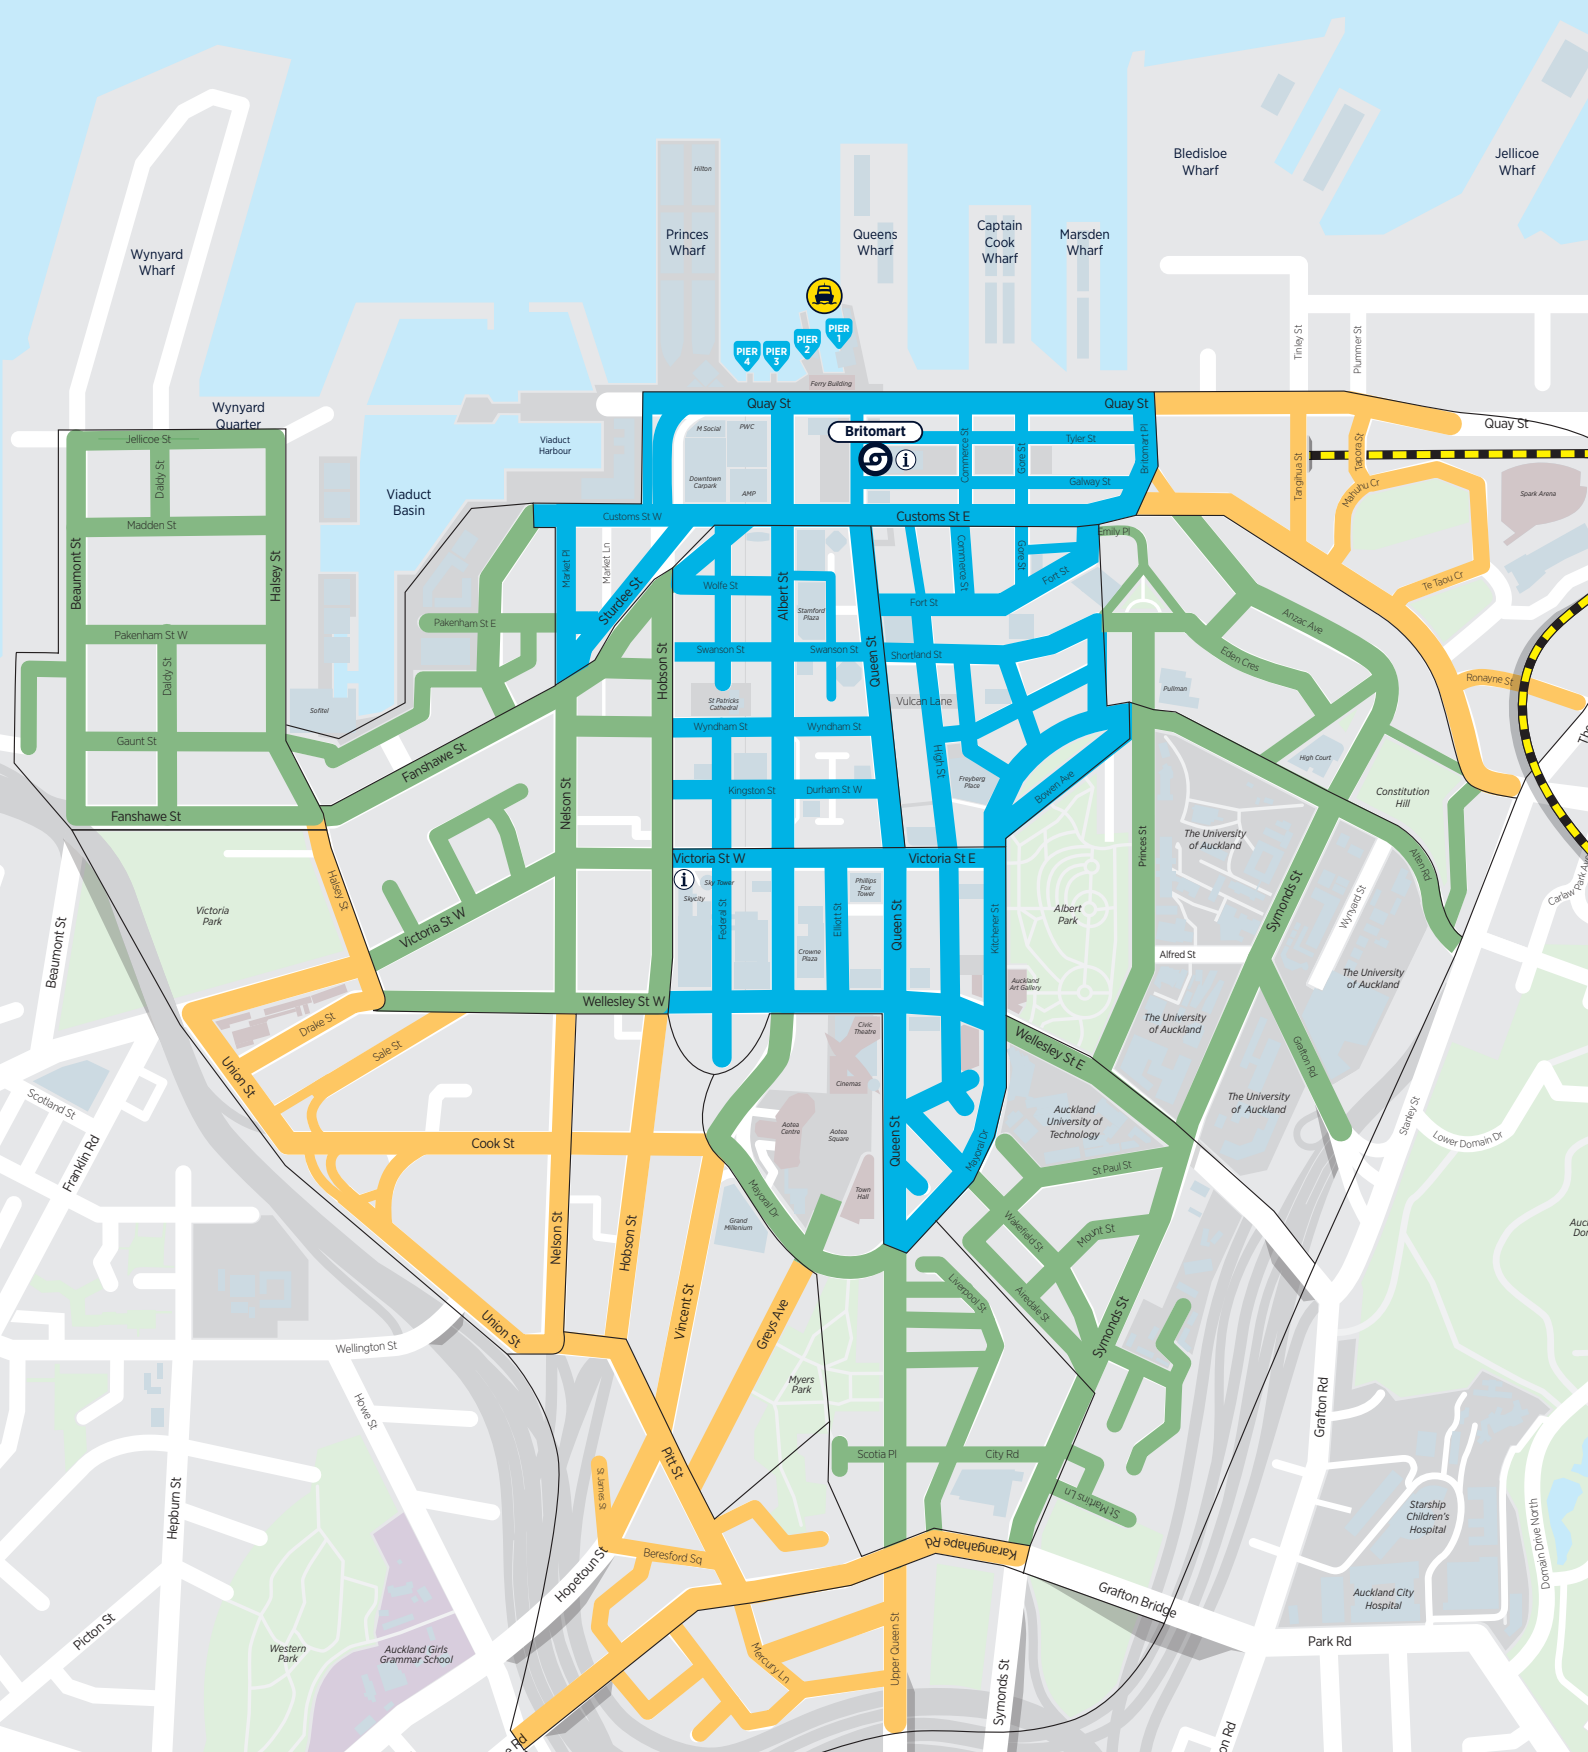 Bledisloe
Wharf
Jellicoe
Wharf
Hilton
Wynyard
Wharf
Princes
Wharf
Queens
Wharf
Captain
Cook
Wharf
Marsden
Wharf
PIER
1
PIER
2
PIER
3
PIER
4
Ferry Building
Tinley St
Plummer St
Wynyard
Quarter
Quay St
Quay St
Quay St
Jellicoe St
Viaduct
Harbour
M Social
PWC
Britomart
Commerce St
Gore St
Tyler St
Britomart Pl
Tangihua St
Tapora St
Daldy St
Viaduct
Basin
Downtown
Carpark
AMP
Galway St
Mahuhu Cr
Spark Arena
Madden St
Customs St W
Customs St E
Emily Pl
Beaumont St
Halsey St
Market Pl
Market Ln
Sturdee St
Wolfe St
Albert St
Commerce St
Gore St
Fort St
Fort St
Te Taou Cr
Stamford
Plaza
Anzac Ave
Pakenham St W
Pakenham St E
Hobson St
Swanson St
Swanson St
Queen St
Shortland St
Eden Cres
Daldy St
Pullman
Ronayne St
Sofitel
St Patricks
Cathedral
Vulcan Lane
Gaunt St
Wyndham St
Wyndham St
High St
High Court
Fanshawe St
Freyberg
Place
Bowen Ave
Constitution
Hill
Kingston St
Durham St W
Fanshawe St
Nelson St
Princes St
The University
of Auckland
Alten Rd
Victoria St W
Victoria St E
Carlaw Park Ave
Halsey St
Sky Tower
Skycity
Phillips
Fox
Tower
Symonds St
Wynyard St
Victoria
Park
Victoria St W
Federal St
Elliott St
Queen St
Kitchener St
Albert
Park
Beaumont St
Crowne
Plaza
Alfred St
The University
of Auckland
Auckland
Art Gallery
Wellesley St W
Drake St
Civic
Theatre
The University
of Auckland
Wellesley St E
Grafton Rd
Sale St
Union St
Scotland St
Cinemas
The University
of Auckland
Auckland
University of
Technology
Stanley St
Lower Domain Dr
Franklin Rd
Cook St
Aotea
Centre
Aotea
Square
Queen St
Mayoral Dr
St Paul St
Mayoral Dr
Town
Hall
Grand
Millenium
Nelson St
Hobson St
Wakefield St
Mount St
Liverpool St
Airedale St
Vincent St
Greys Ave
Union St
Symonds St
Wellington St
Myers
Park
Howe St
Grafton Rd
Pitt St
Scotia Pl
City Rd
St James St
St Martins Ln
Hepburn St
Starship
Children's
Hospital
Domain Drive North
Karangahape Rd
Beresford Sq
Hopetoun St
Grafton Bridge
Auckland City
Hospital
Picton St
Western
Park
Auckland Girls
Grammar School
Mercury Ln
Upper Queen St
Symonds St
Park Rd